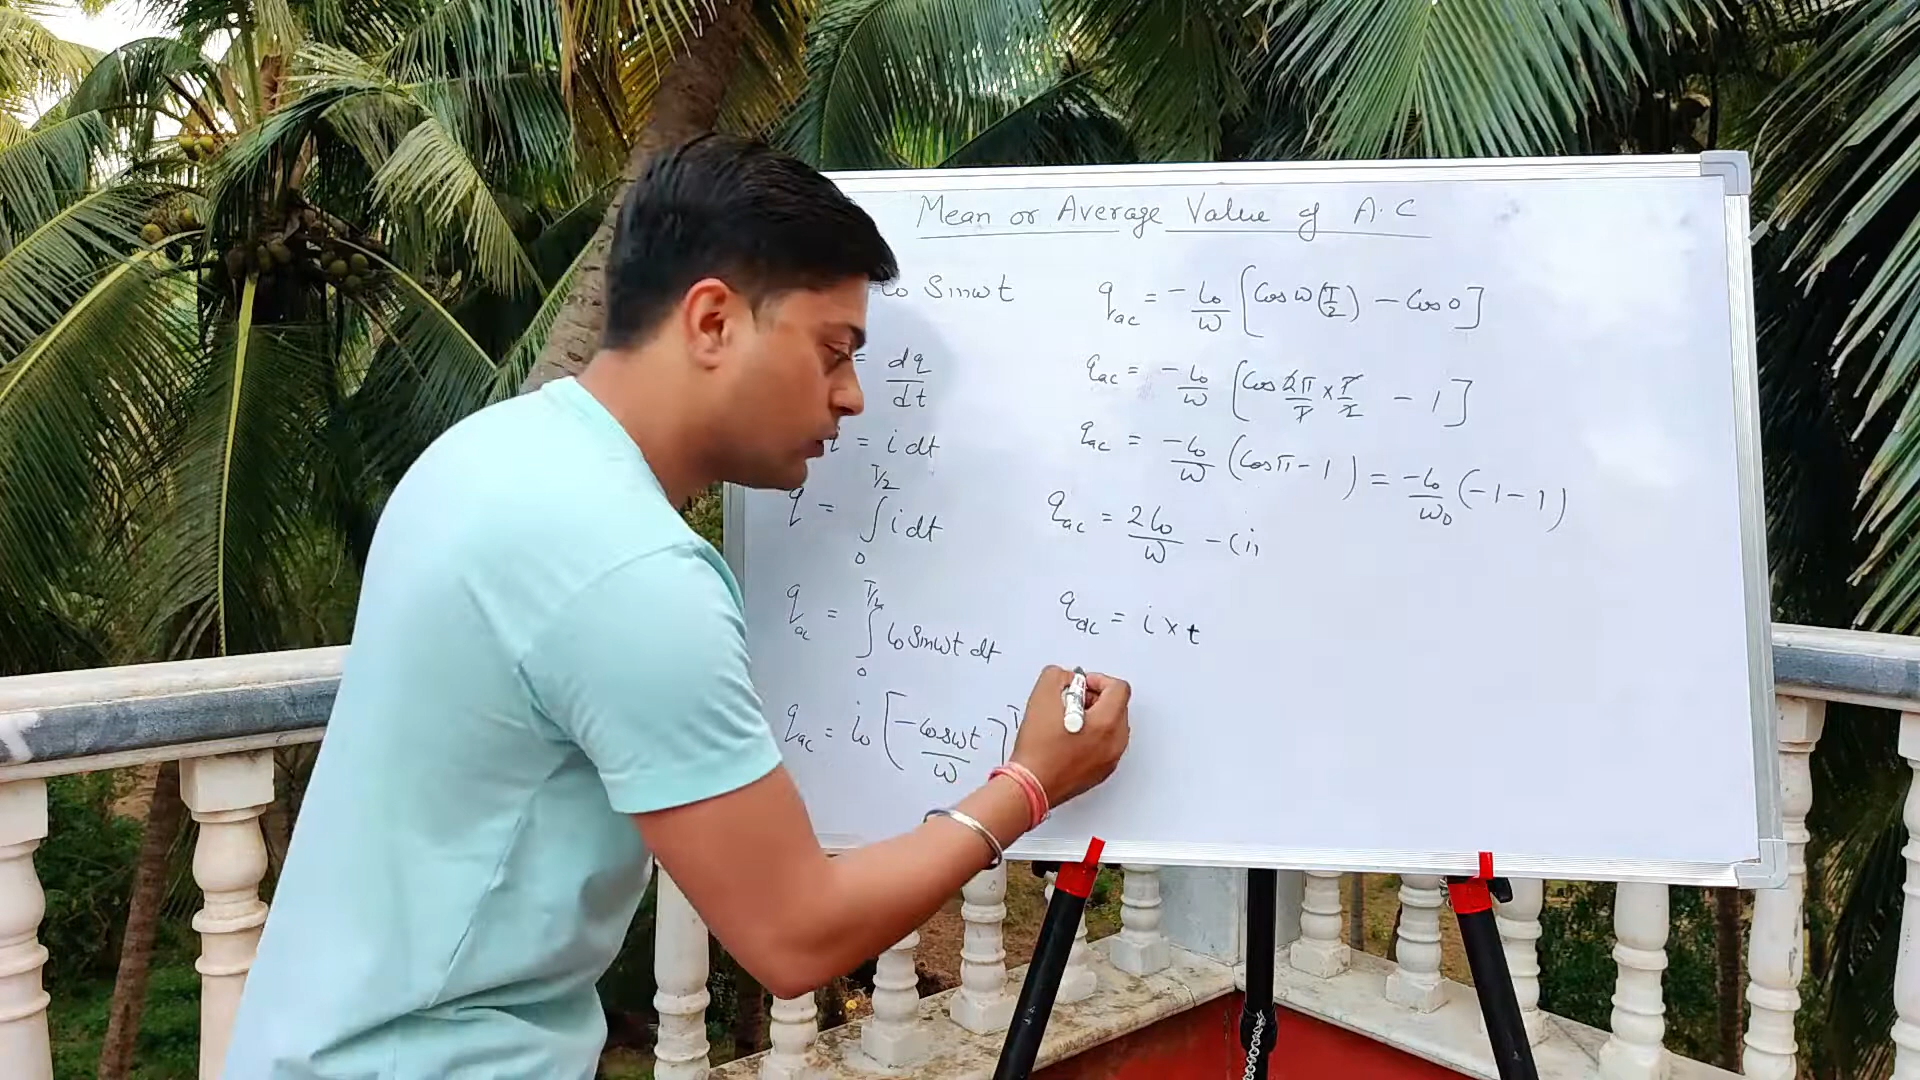 Mean or Average Value of A.C
i₀ Sinωt
= dq/dt
= i dt
q = ∫₀^(T/2) i dt
q_ac = ∫₀^(T/2) i₀ Sinωt dt
q_ac = i₀ [-cosωt/ω]
q_ac = -i₀/ω [Cos ω(T/2) - Cos 0]
q_ac = -i₀/ω [Cos 2π/T × T/2 - 1]
q_ac = -i₀/ω (Cosπ - 1) = -i₀/ω₀ (-1-1)
q_ac = 2i₀/ω -(i)
q_dc = i × t